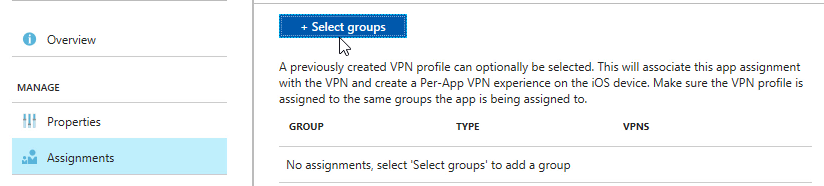 + Select groups
Overview
A previously created VPN profile can optionally be selected. This will associate this app assignment
with the VPN and create a Per-App VPN experience on the iOS device. Make sure the VPN profile is
assigned to the same groups the app is being assigned to.
MANAGE
Properties
GROUP TYPE VPNS
Assignments
No assignments, select 'Select groups' to add a group